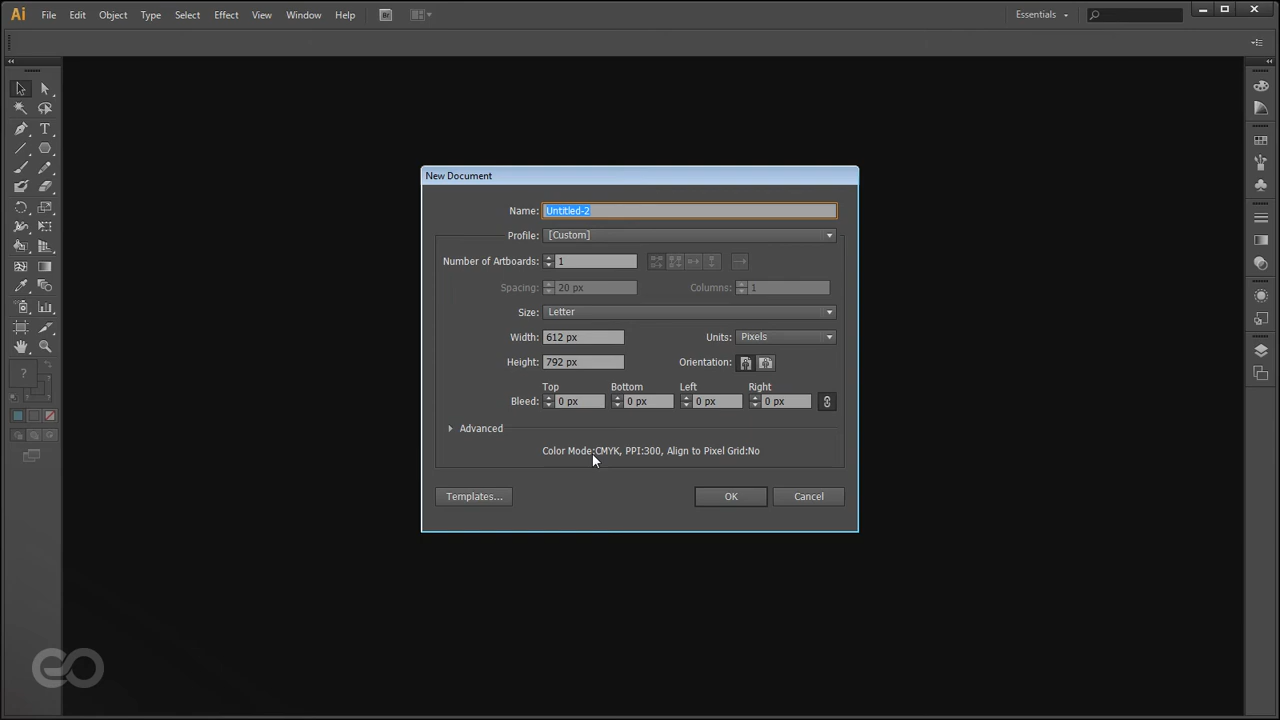 Ai File Edit Object Type Select Effect View Window Help Br Essentials
New Document
Name: Untitled-2
Profile: [Custom]
Number of Artboards: 1
Spacing: 20 px Columns: 1
Size: Letter
Width: 612 px Units: Pixels
Height: 792 px Orientation:
Top Bottom Left Right
Bleed: 0 px 0 px 0 px 0 px
Advanced
Color Mode:CMYK, PPI:300, Align to Pixel Grid:No
Templates... OK Cancel
?
EO